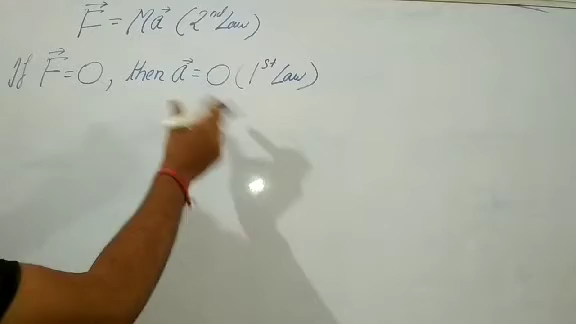 F⃗ = Ma⃗ (2nd Law)
If F⃗ = 0, then a⃗ = 0 (1st Law)